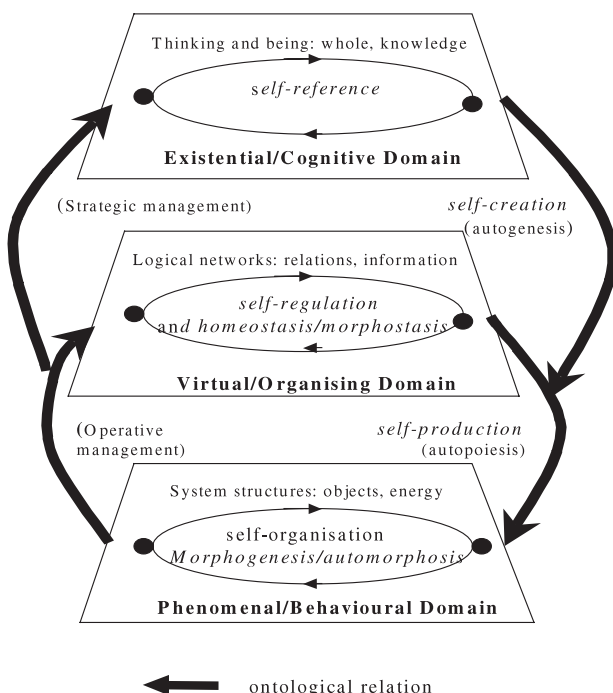 Thinking and being: whole, knowledge
self-reference
Existential/Cognitive Domain
(Strategic management)
self-creation
(autogenesis)
Logical networks: relations, information
self-regulation
and homeostasis/morphostasis
Virtual/Organising Domain
(Operative
management)
self-production
(autopoiesis)
System structures: objects, energy
self-organisation
Morphogenesis/automorphosis
Phenomenal/Behavioural Domain
ontological relation